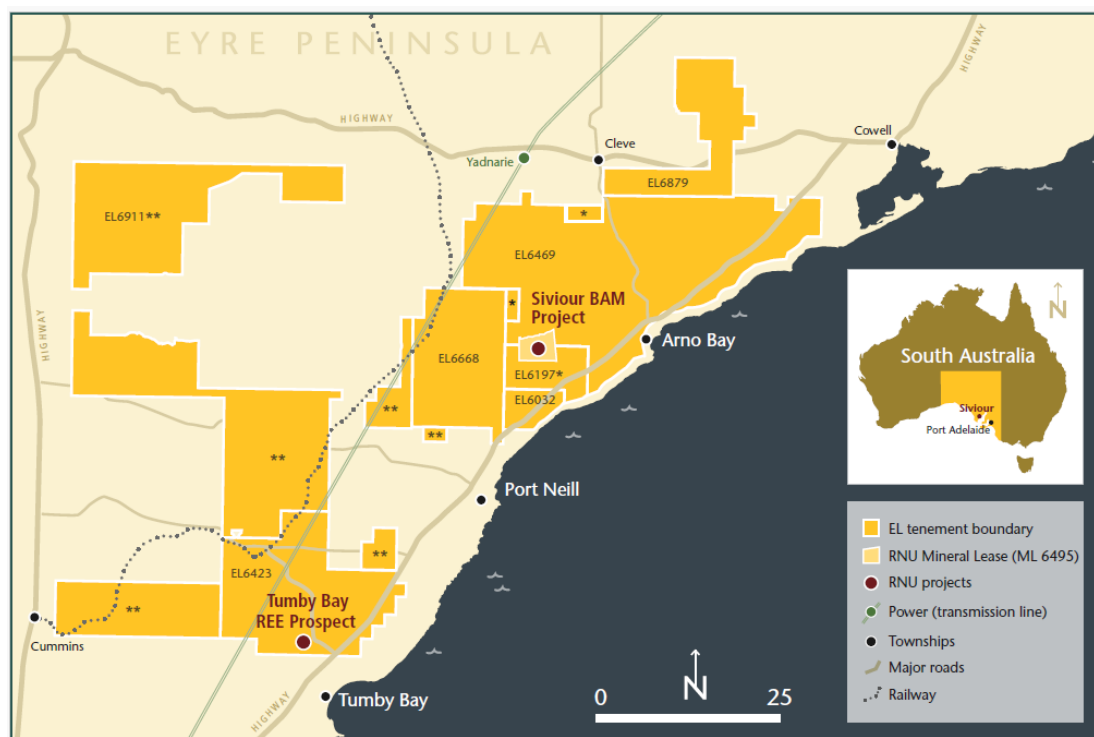 EYRE PENINSULA
HIGHWAY
HIGHWAY
Cowell
Cleve
Yadnarie
EL6879
EL6911**
*
EL6469
*
Siviour BAM
Project
HIGHWAY
Arno Bay
EL6668
EL6197*
EL6032
**
**
**
Port Neill
**
EL6423
**
Tumby Bay
REE Prospect
Cummins
Tumby Bay
HIGHWAY
N
0 25
N
South Australia
Siviour
Port Adelaide
EL tenement boundary
RNU Mineral Lease (ML 6495)
RNU projects
Power (transmission line)
Townships
Major roads
Railway